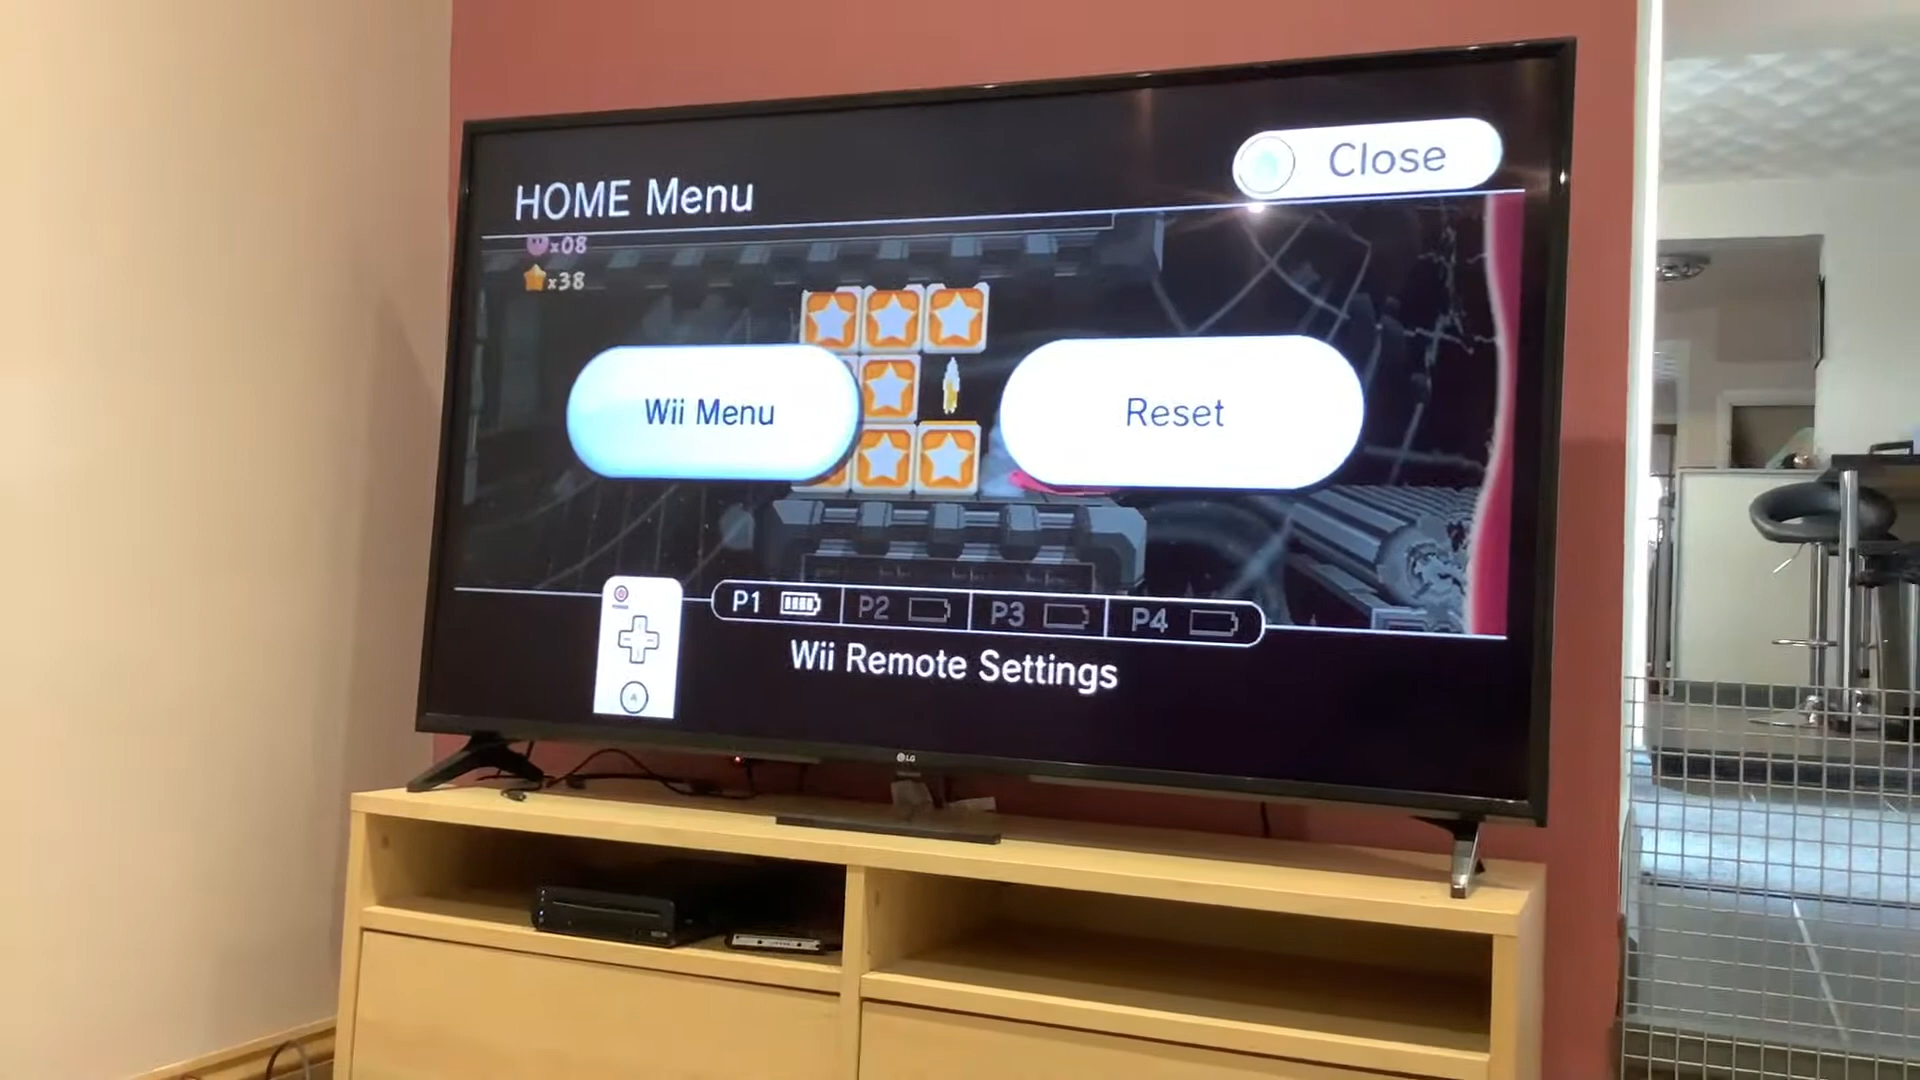 HOME Menu
Close
x08
x38
Wii Menu
Reset
P1 P2 P3 P4
Wii Remote Settings
A
LG